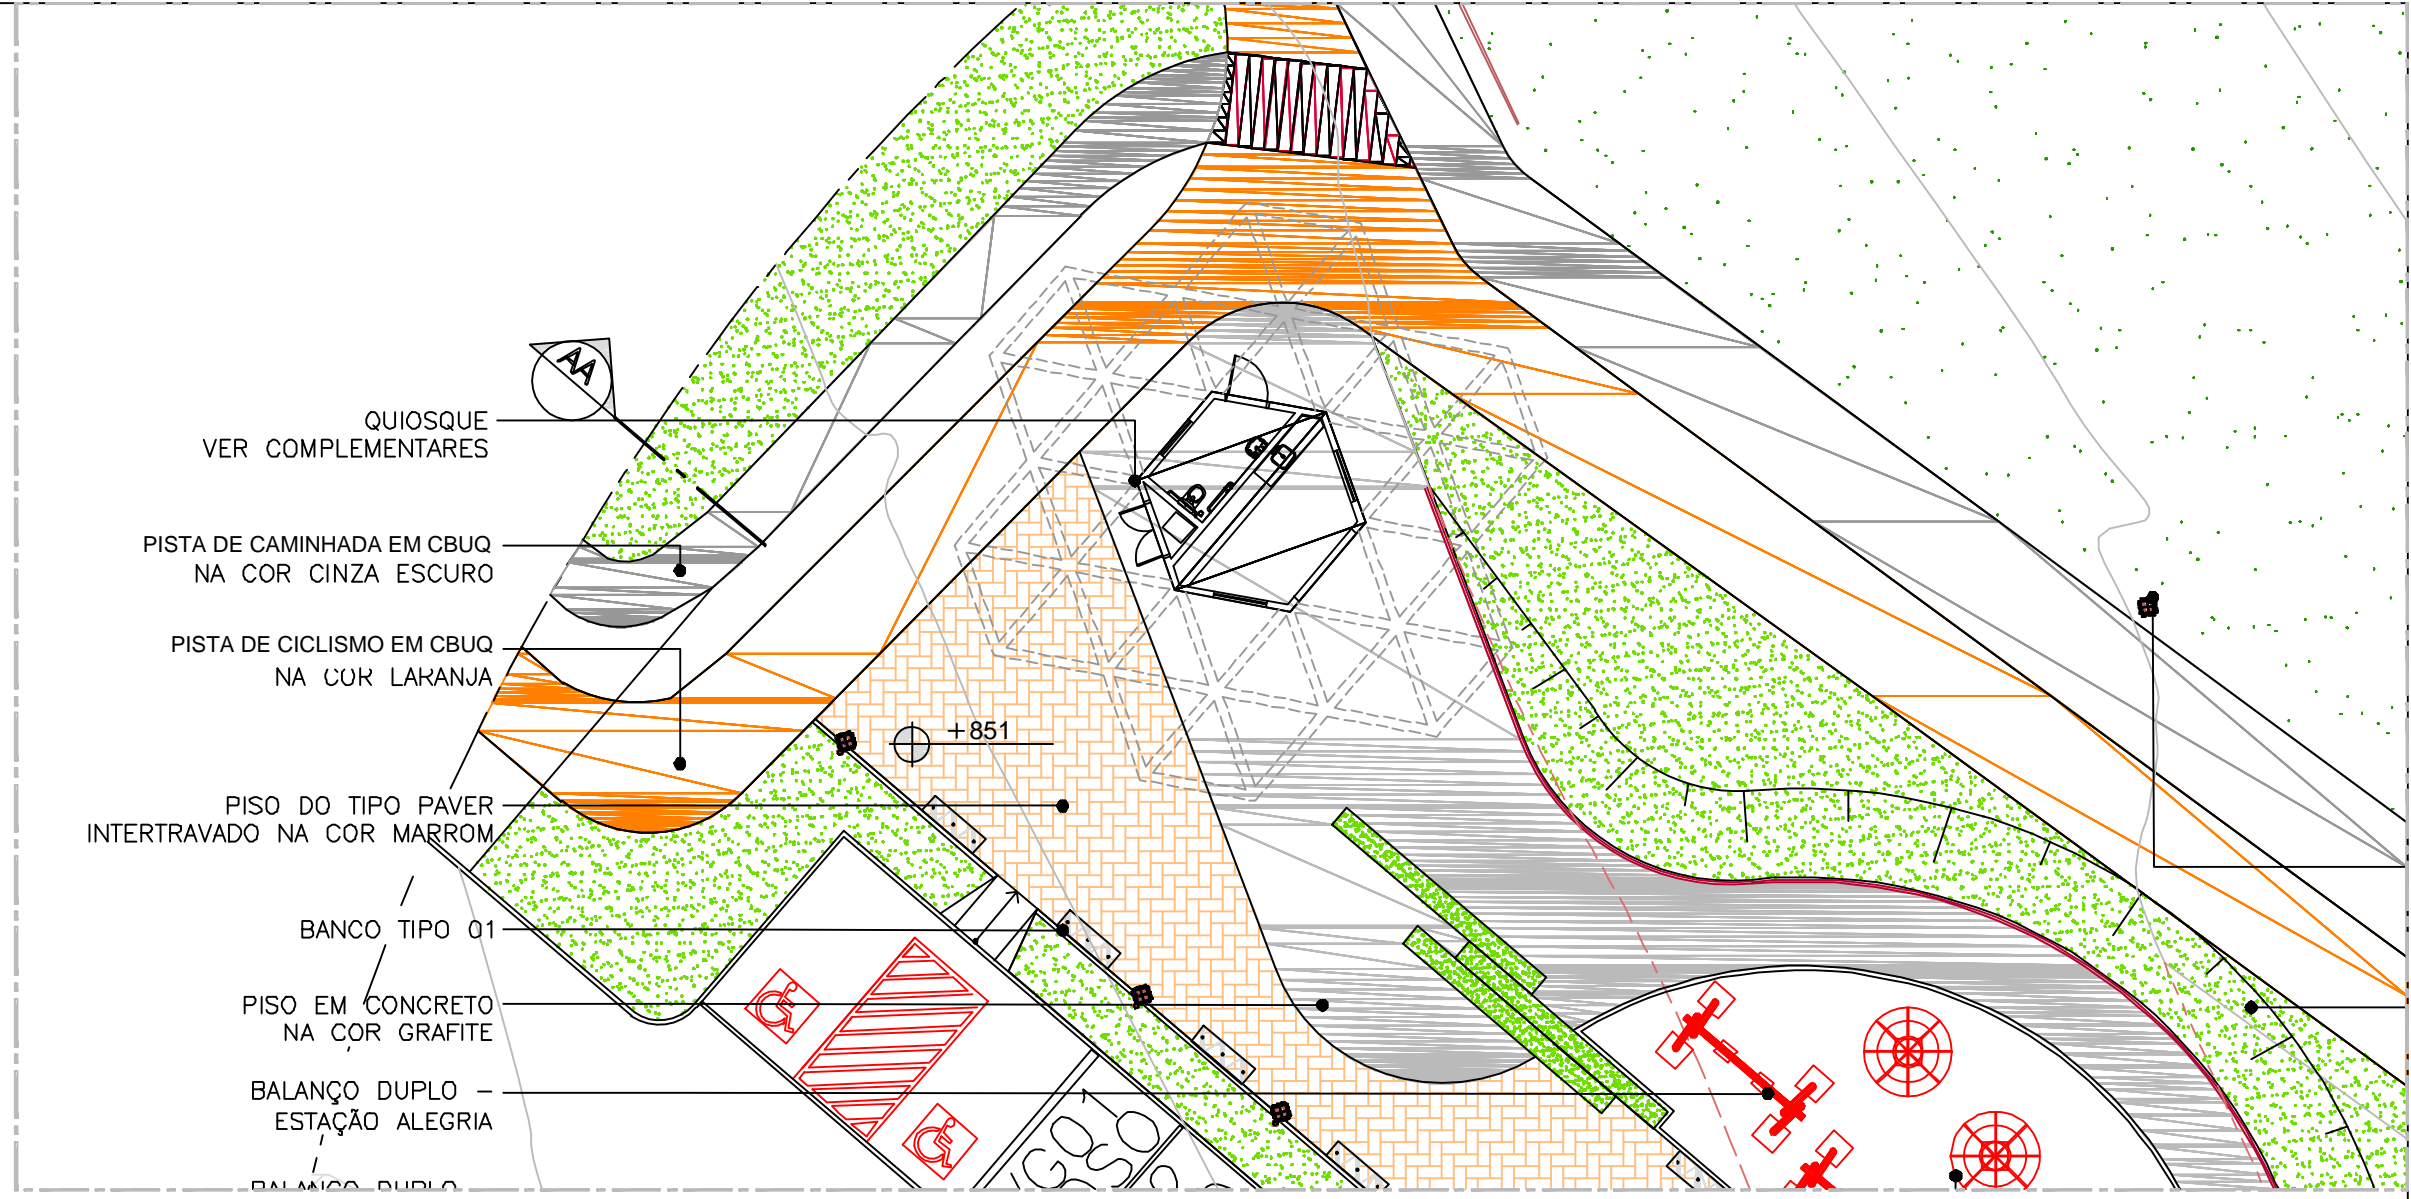 AA
QUIOSQUE
VER COMPLEMENTARES
PISTA DE CAMINHADA EM CBUQ
NA COR CINZA ESCURO
PISTA DE CICLISMO EM CBUQ
NA COR LARANJA
+851
PISO DO TIPO PAVER
INTERTRAVADO NA COR MARROM
BANCO TIPO 01
PISO EM CONCRETO
NA COR GRAFITE
BALANÇO DUPLO –
ESTAÇÃO ALEGRIA
BALANÇO DUPLO